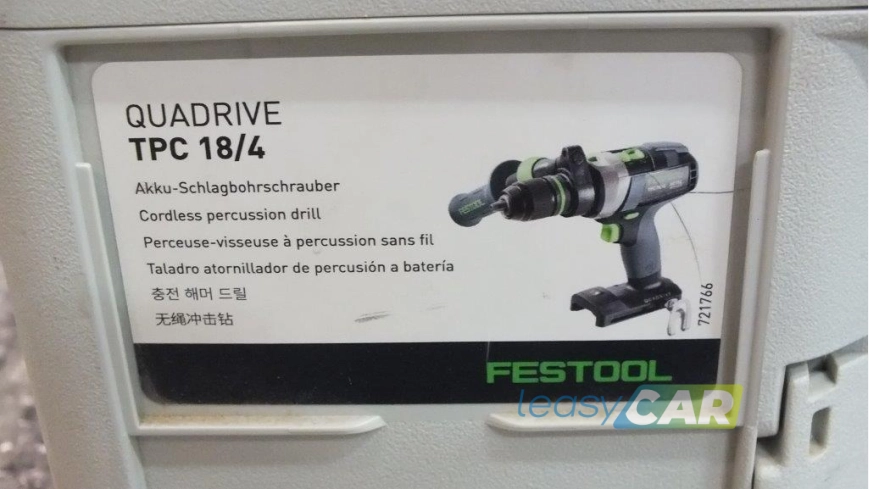 QUADRIVE
TPC 18/4
Akku-Schlagbohrschrauber
Cordless percussion drill
Perceuse-visseuse à percussion sans fil
Taladro atornillador de percusión a batería
충전 해머 드릴
无绳冲击钻
FESTOOL
721766
FESTOOL
leasyCAR